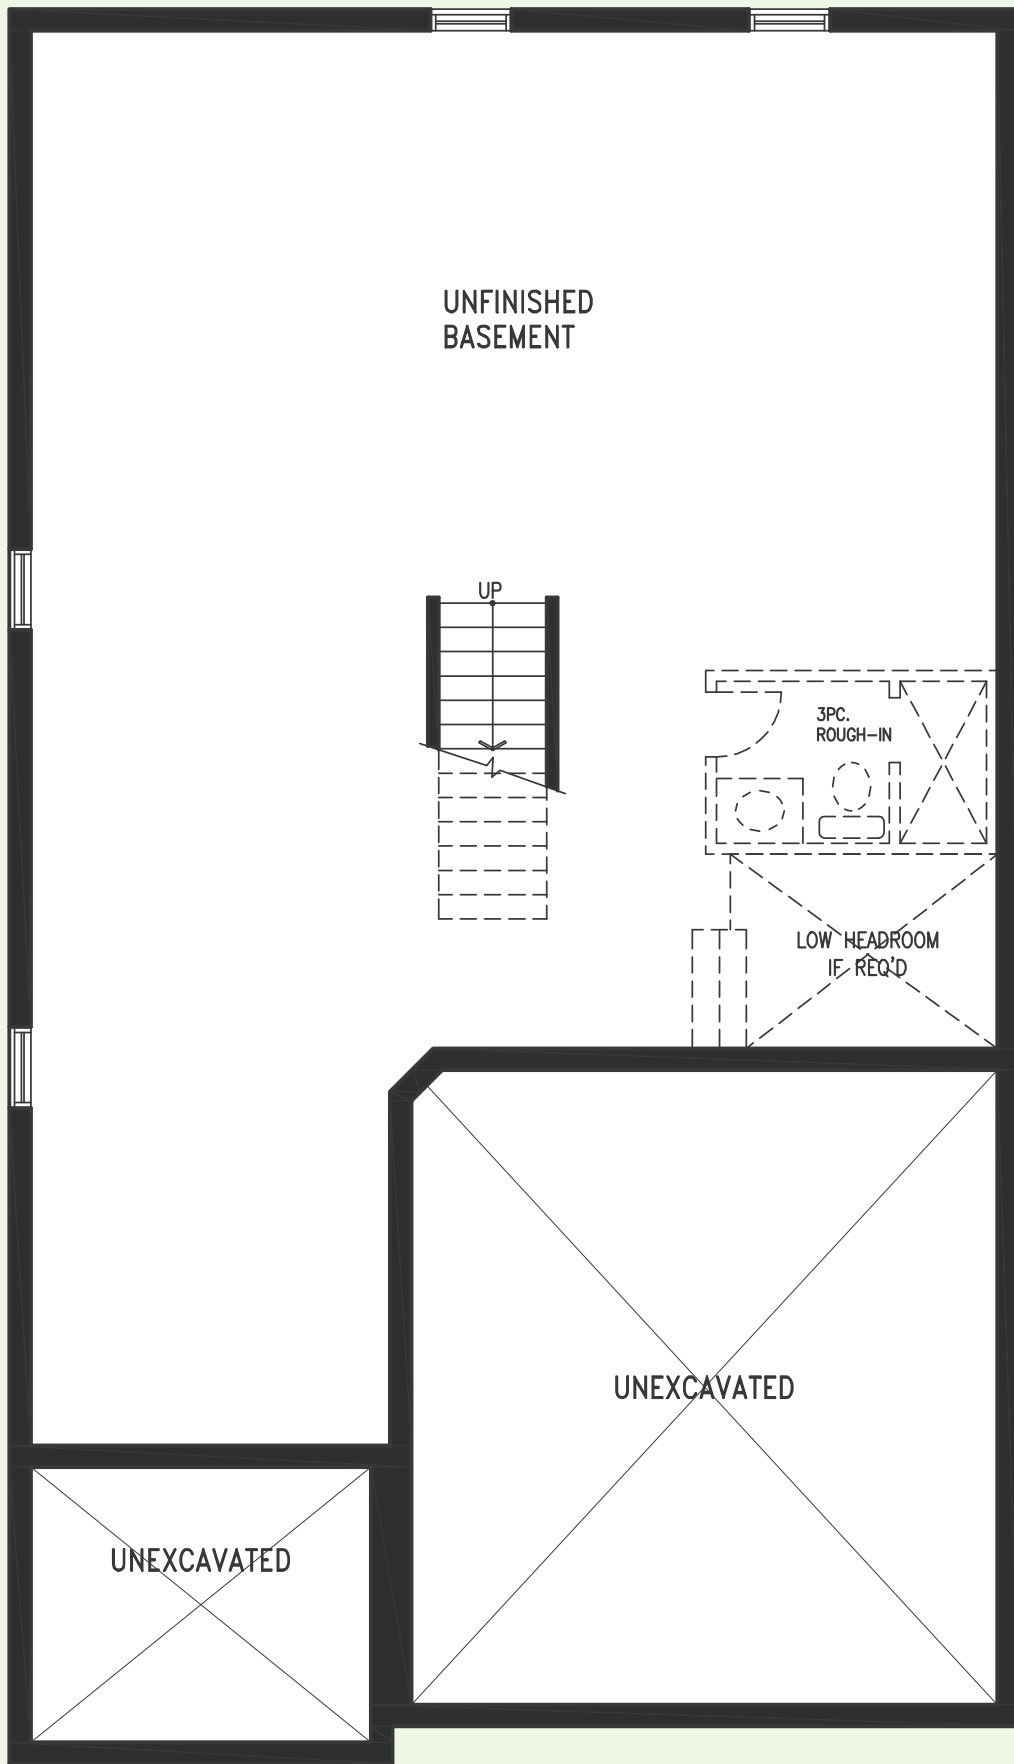 UNFINISHED
BASEMENT
UP
3PC.
ROUGH-IN
LOW HEADROOM
IF REQ'D
UNEXCAVATED
UNEXCAVATED